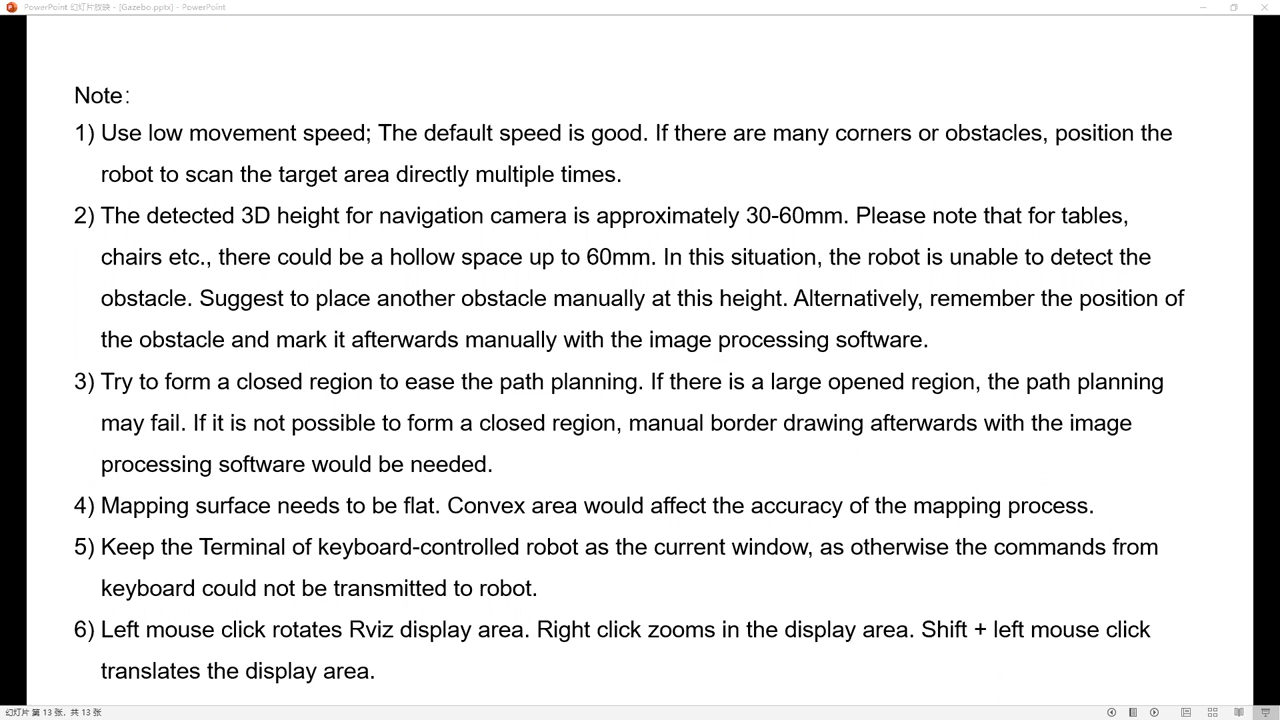 PowerPoint 幻灯片放映 - [Gazebo.pptx] - PowerPoint
Note：
1) Use low movement speed; The default speed is good. If there are many corners or obstacles, position the
robot to scan the target area directly multiple times.
2) The detected 3D height for navigation camera is approximately 30-60mm. Please note that for tables,
chairs etc., there could be a hollow space up to 60mm. In this situation, the robot is unable to detect the
obstacle. Suggest to place another obstacle manually at this height. Alternatively, remember the position of
the obstacle and mark it afterwards manually with the image processing software.
3) Try to form a closed region to ease the path planning. If there is a large opened region, the path planning
may fail. If it is not possible to form a closed region, manual border drawing afterwards with the image
processing software would be needed.
4) Mapping surface needs to be flat. Convex area would affect the accuracy of the mapping process.
5) Keep the Terminal of keyboard-controlled robot as the current window, as otherwise the commands from
keyboard could not be transmitted to robot.
6) Left mouse click rotates Rviz display area. Right click zooms in the display area. Shift + left mouse click
translates the display area.
幻灯片 第 13 张，共 13 张